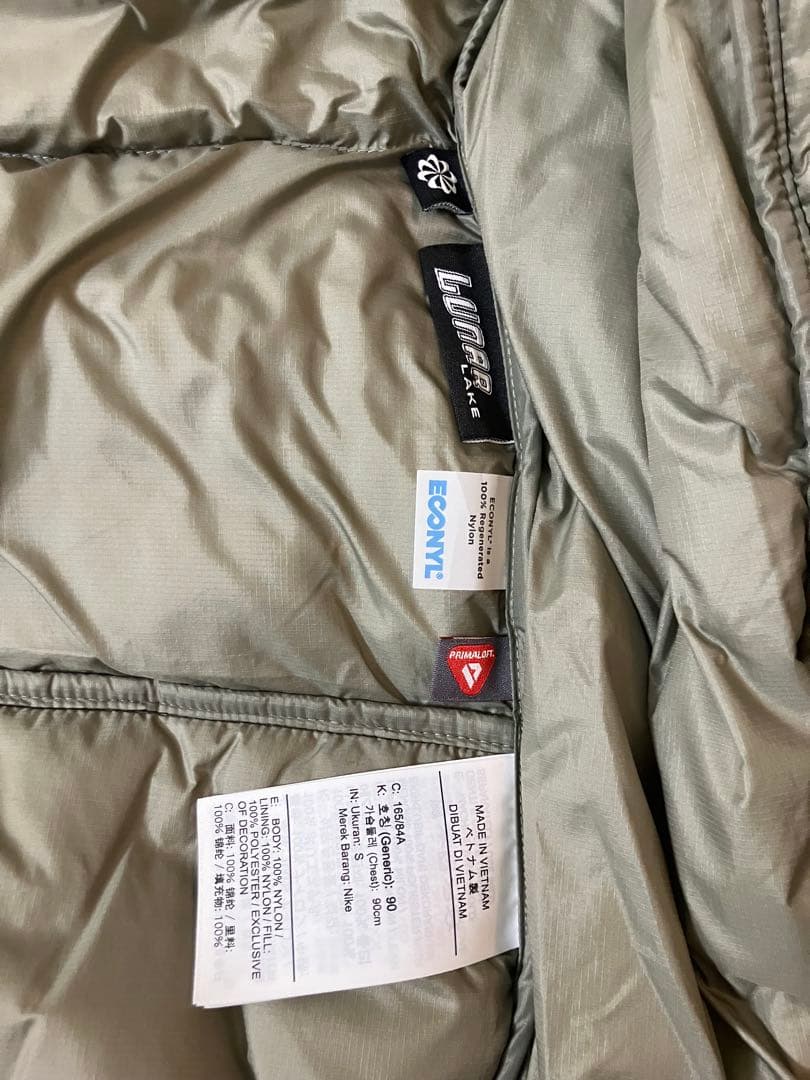 LUNAR
LAKE
ECONYL®
ECONYL® is a
100% Regenerated
Nylon
PRIMALOFT
MADE IN VIETNAM
ベトナム製
DIBUAT DI VIETNAM
C: 165/84A
K: 호칭 (Generic): 90
가슴둘레 (Chest): 90cm
IN: Ukuran: S
Merek Barang: Nike
E: BODY: 100% NYLON /
LINING: 100% NYLON / FILL:
100% POLYESTER / EXCLUSIVE
OF DECORATION
C: 面料: 100% 锦纶 / 里料:
100% 锦纶 / 填充物: 100%